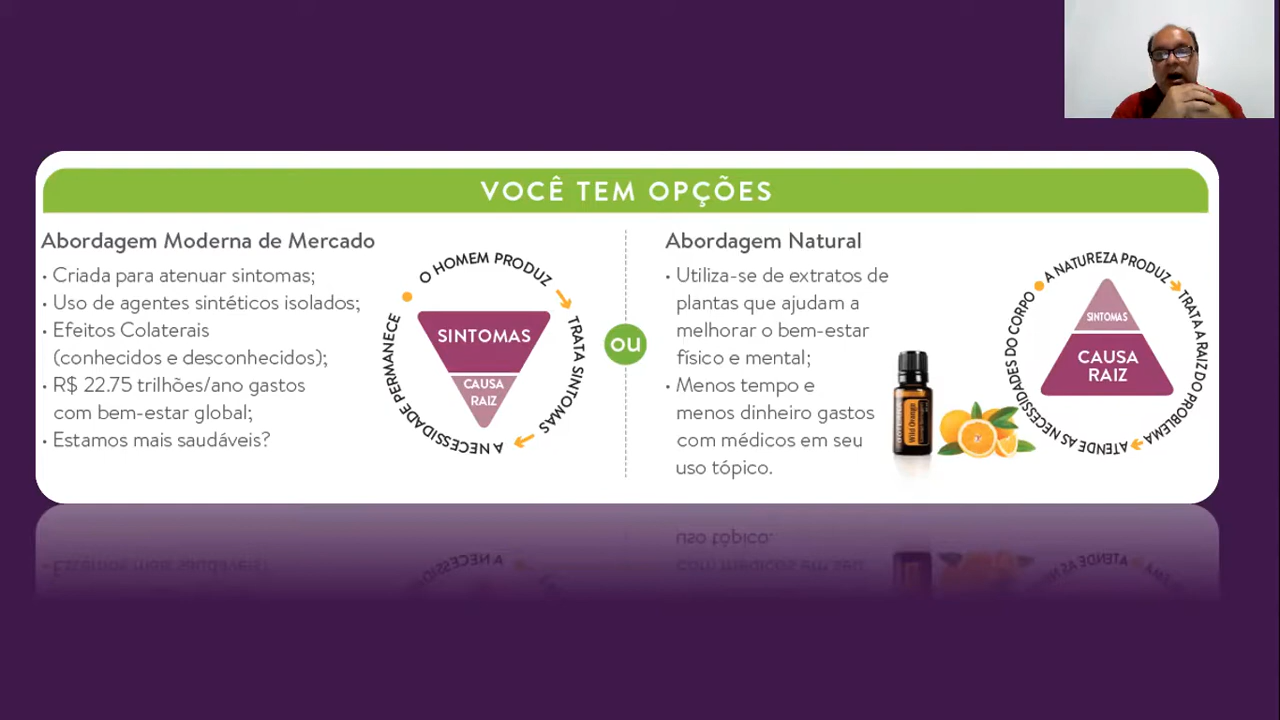 VOCÊ TEM OPÇÕES
Abordagem Moderna de Mercado
• Criada para atenuar sintomas;
• Uso de agentes sintéticos isolados;
• Efeitos Colaterais
(conhecidos e desconhecidos);
• R$ 22.75 trilhões/ano gastos
com bem-estar global;
• Estamos mais saudáveis?
O HOMEM PRODUZ
TRATA SINTOMAS
A NECESSIDADE PERMANECE
SINTOMAS
CAUSA
RAIZ
ou
Abordagem Natural
• Utiliza-se de extratos de
plantas que ajudam a
melhorar o bem-estar
físico e mental;
• Menos tempo e
menos dinheiro gastos
com médicos em seu
uso tópico.
Wild Orange
A NATUREZA PRODUZ
TRATA A RAIZ DO PROBLEMA
ATENDE AS NECESSIDADES DO CORPO
SINTOMAS
CAUSA
RAIZ